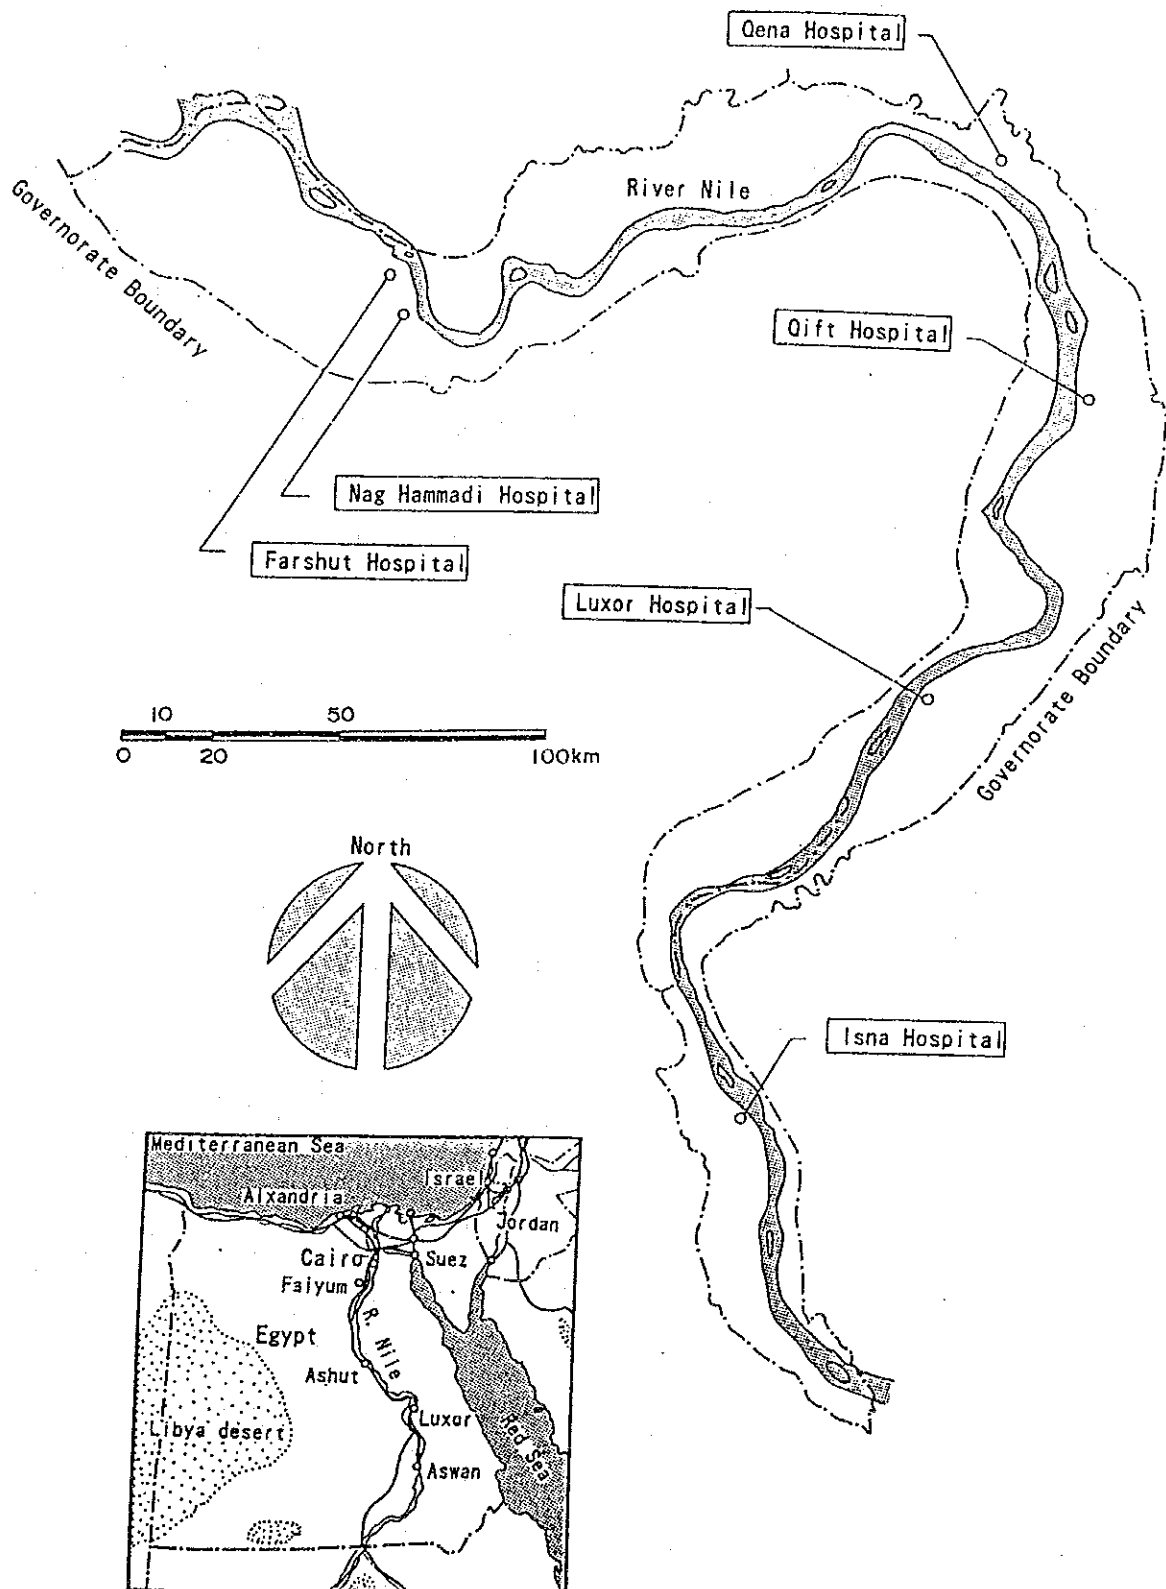 Qena Hospital
River Nile
Governorate Boundary
Qift Hospital
Nag Hammadi Hospital
Farshut Hospital
Luxor Hospital
Governorate Boundary
10 50
0 20 100km
North
Isna Hospital
Mediterranean Sea
Israel
Alxandria
Jordan
Cairo
Suez
Faiyum
R. Nile
Egypt
Ashut
Luxor
Libya desert
Red Sea
Aswan